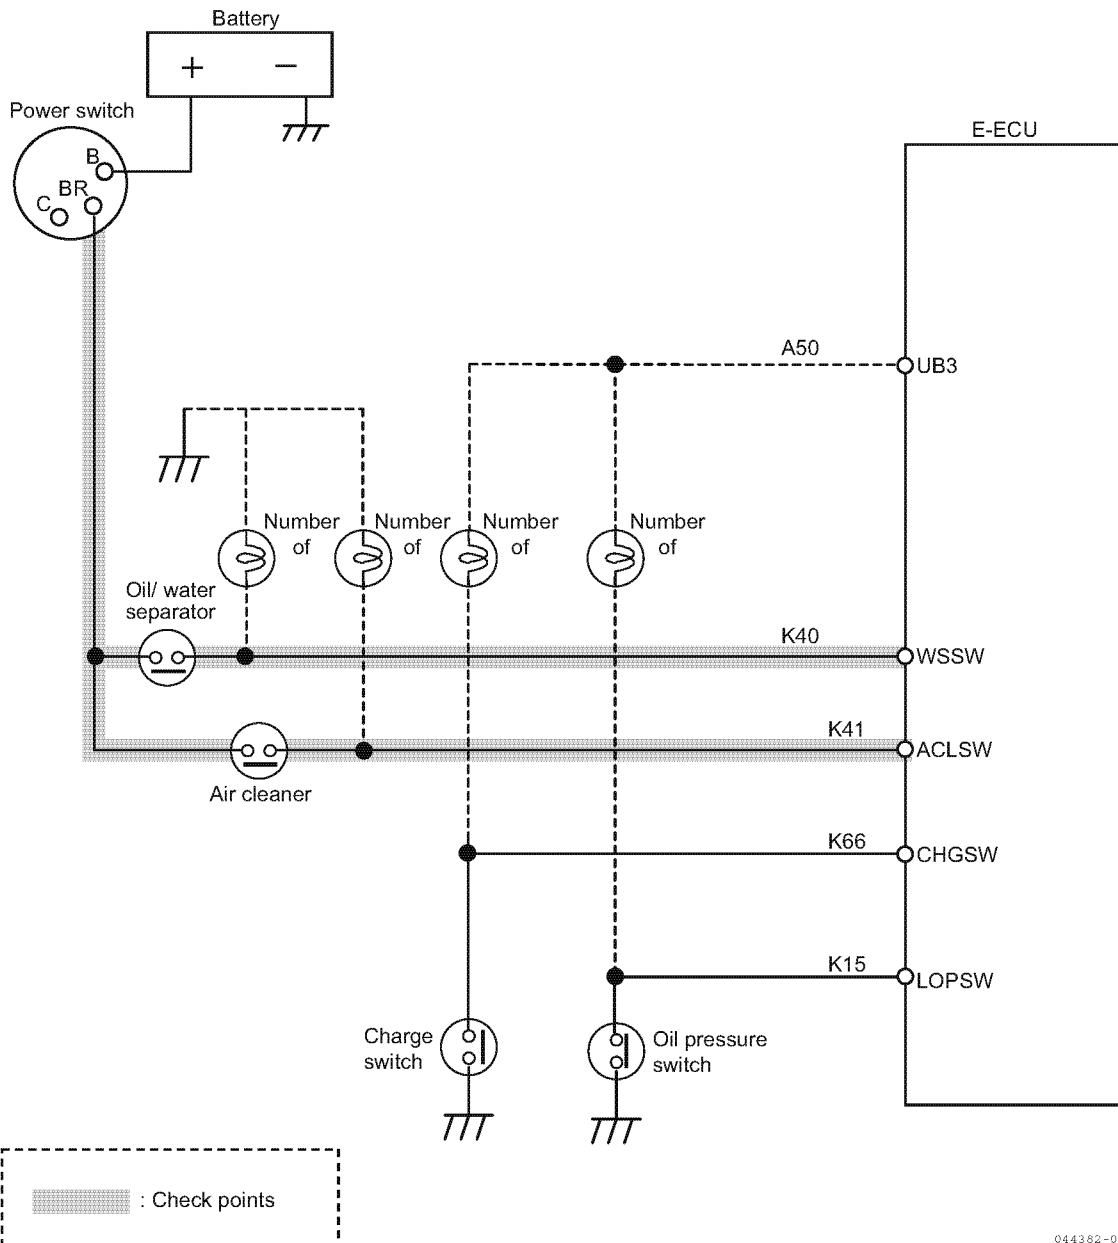 Battery
+ −
Power switch
B
BR
C
E-ECU
A50
UB3
Number
of
Number
of
Number
of
Number
of
Oil/ water
separator
K40
WSSW
K41
ACLSW
Air cleaner
K66
CHGSW
K15
LOPSW
Charge
switch
Oil pressure
switch
: Check points
044382-0